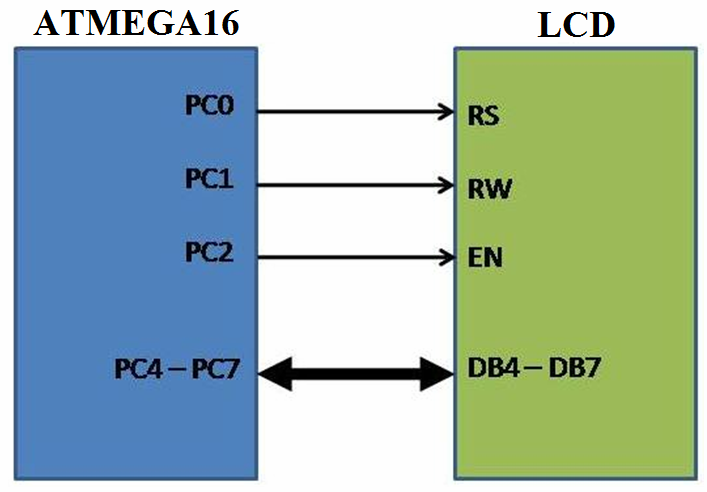 ATMEGA16 LCD
PC0 RS
PC1 RW
PC2 EN
PC4 – PC7 DB4 – DB7